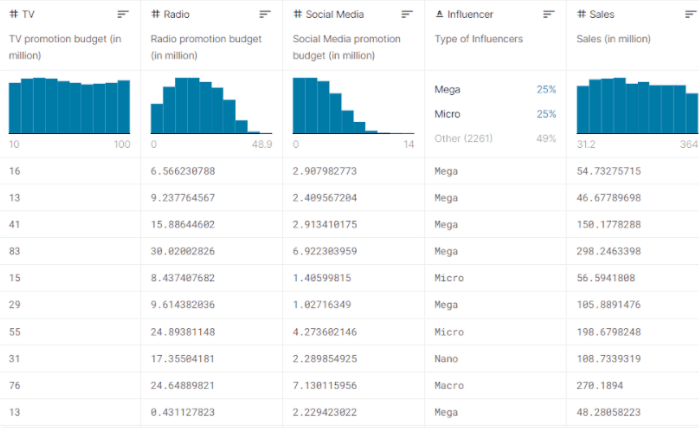 # TV # Radio # Social Media A Influencer # Sales
TV promotion budget (in million) Radio promotion budget (in million) Social Media promotion budget (in million) Type of Influencers Sales (in million)
Mega 25%
Micro 25%
Other (2261) 49%
10 100 0 48.9 0 14 31.2 364
16 6.566230788 2.907982773 Mega 54.73275715
13 9.237764567 2.409567204 Mega 46.67789698
41 15.88644602 2.913410175 Mega 150.1778288
83 30.02002826 6.922303959 Mega 298.2463398
15 8.437407682 1.40599815 Micro 56.5941808
29 9.614382036 1.02716349 Mega 105.8891476
55 24.89381148 4.273602146 Micro 198.6798248
31 17.35504181 2.289854925 Nano 108.7339319
76 24.64889821 7.130115956 Macro 270.1894
13 0.431127823 2.229423022 Mega 48.28058223